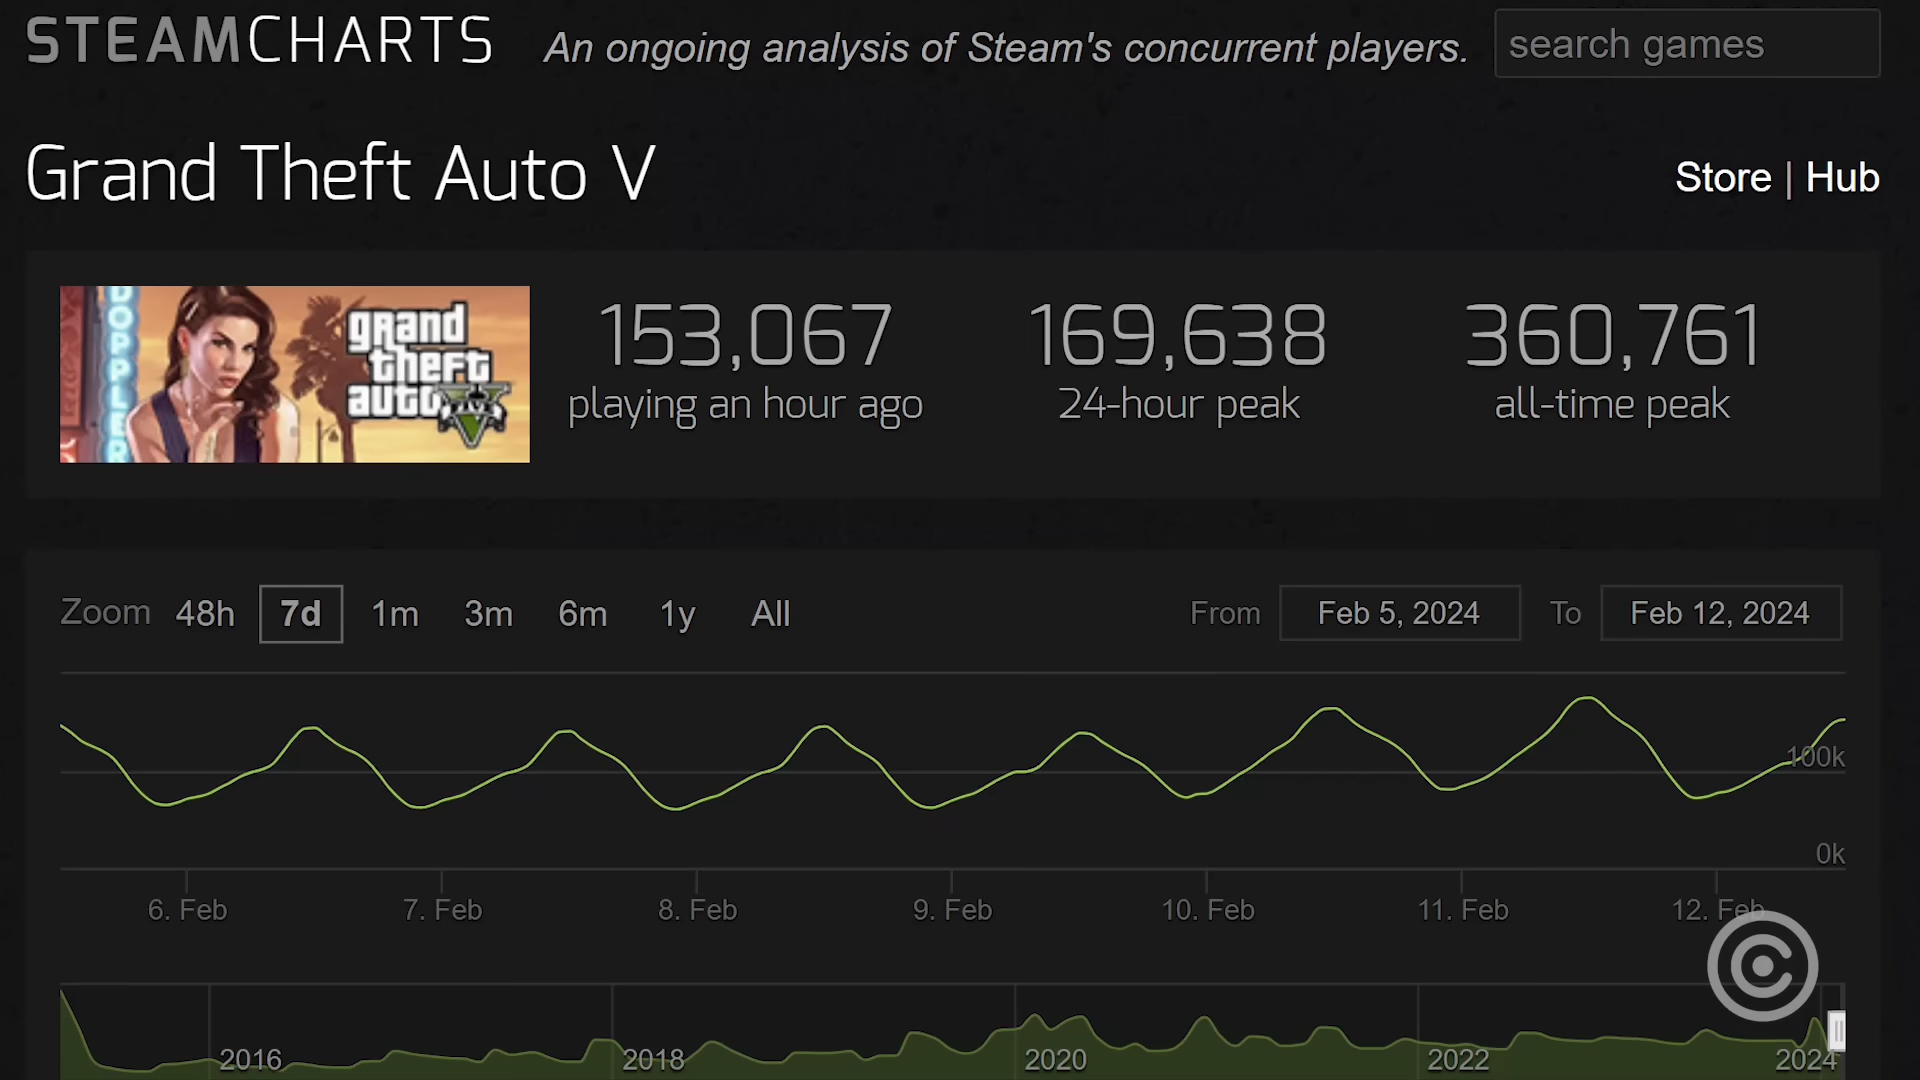 STEAMCHARTS An ongoing analysis of Steam's concurrent players. search games
Grand Theft Auto V
Store | Hub
DOPPLER
grand
theft
auto
FIVE
153,067
playing an hour ago
169,638
24-hour peak
360,761
all-time peak
Zoom 48h 7d 1m 3m 6m 1y All
From Feb 5, 2024 To Feb 12, 2024
100k
0k
6. Feb 7. Feb 8. Feb 9. Feb 10. Feb 11. Feb 12. Feb
2016 2018 2020 2022 2024